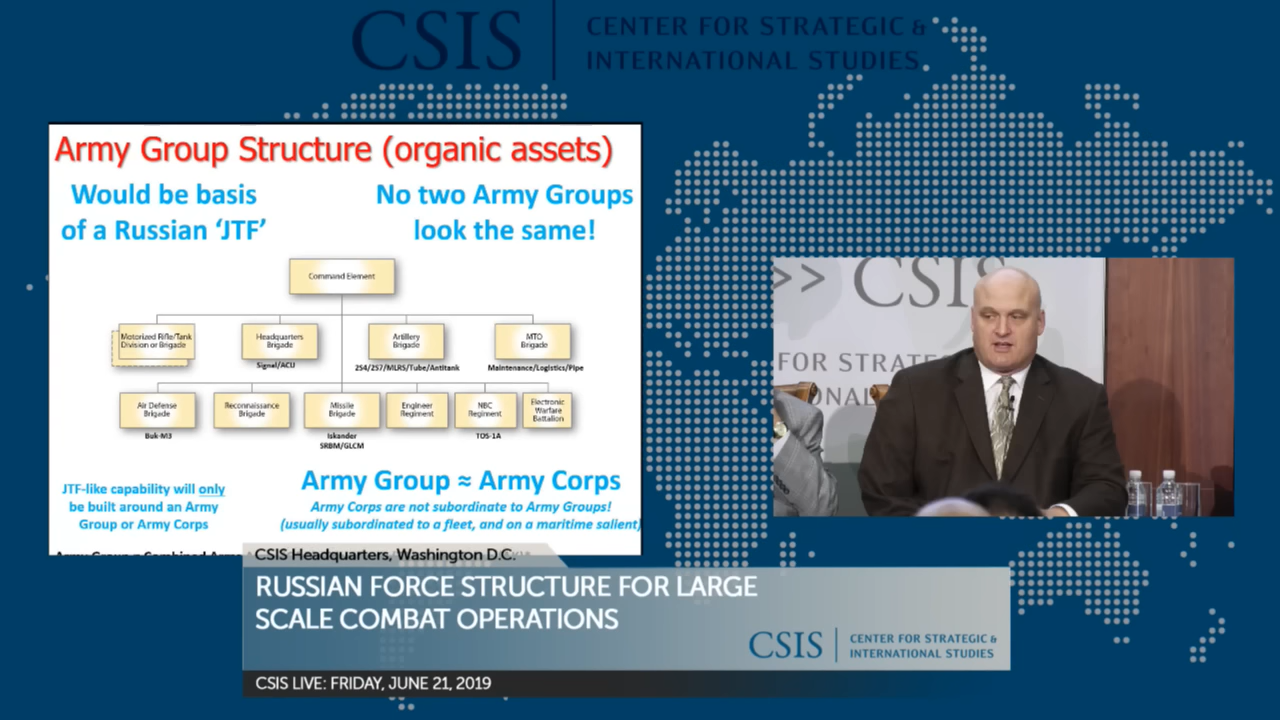 CSIS
CENTER FOR STRATEGIC &
INTERNATIONAL STUDIES
Army Group Structure (organic assets)
Would be basis
of a Russian ‘JTF’
No two Army Groups
look the same!
Command Element
Motorized Rifle/Tank
Division or Brigade
Headquarters
Brigade
Signal/ACU
Artillery
Brigade
2S4/2S7/MLRS/Tube/Antitank
MTO
Brigade
Maintenance/Logistics/Pipe
Air Defense
Brigade
Buk-M3
Reconnaissance
Brigade
Missile
Brigade
Iskander
SRBM/GLCM
Engineer
Regiment
NBC
Regiment
TOS-1A
Electronic
Warfare
Battalion
JTF-like capability will only
be built around an Army
Group or Army Corps
Army Group ≈ Army Corps
Army Corps are not subordinate to Army Groups!
(usually subordinated to a fleet, and on a maritime salient)
>> CSIS
FOR STRATE
ONAL
CSIS Headquarters, Washington D.C.
RUSSIAN FORCE STRUCTURE FOR LARGE
SCALE COMBAT OPERATIONS
CSIS
CENTER FOR STRATEGIC &
INTERNATIONAL STUDIES
CSIS LIVE: FRIDAY, JUNE 21, 2019